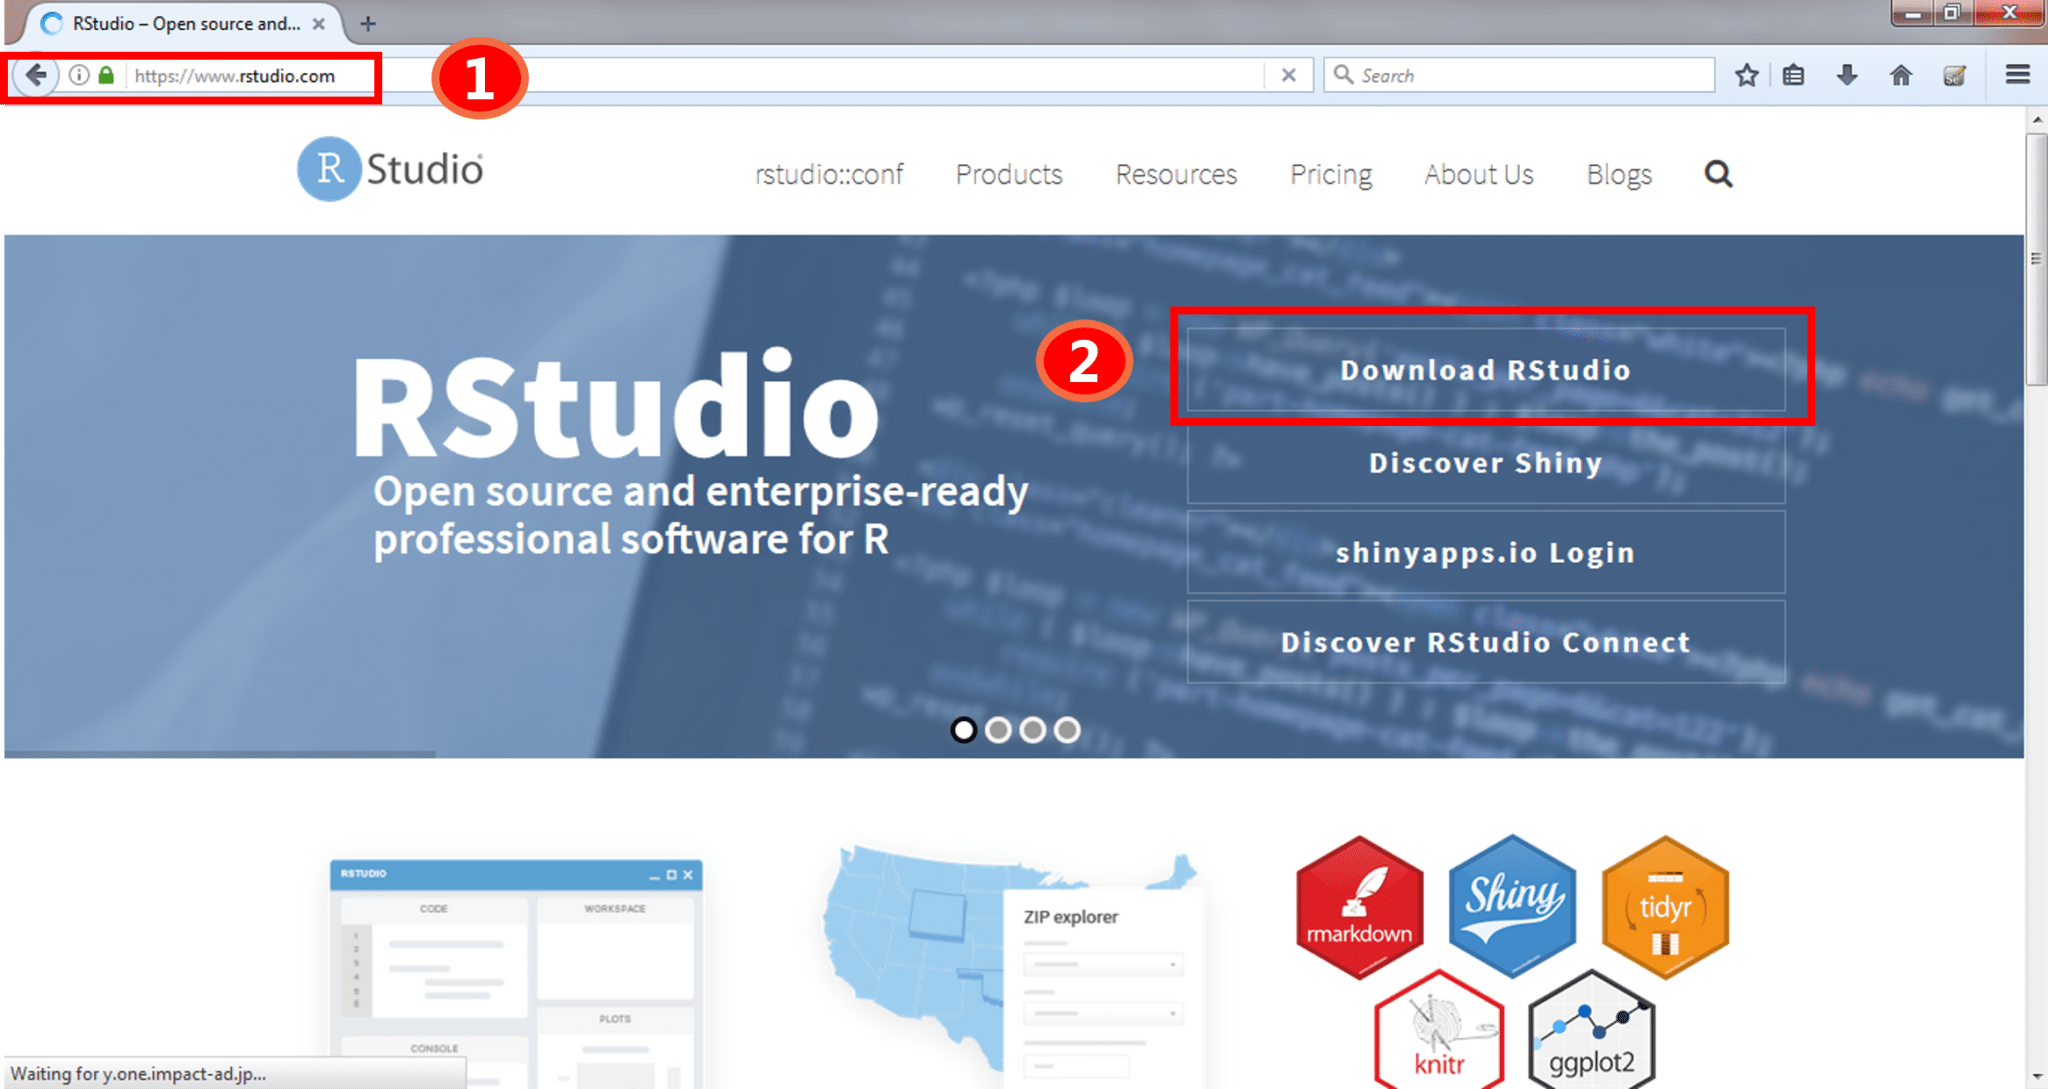 RStudio – Open source and...
https://www.rstudio.com
1
Search
R Studio®
rstudio::conf
Products
Resources
Pricing
About Us
Blogs
RStudio
Open source and enterprise-ready
professional software for R
2
Download RStudio
Discover Shiny
shinyapps.io Login
Discover RStudio Connect
RSTUDIO
CODE
WORKSPACE
PLOTS
CONSOLE
ZIP explorer
rmarkdown
Shiny
tidyr
knitr
ggplot2
Waiting for y.one.impact-ad.jp...